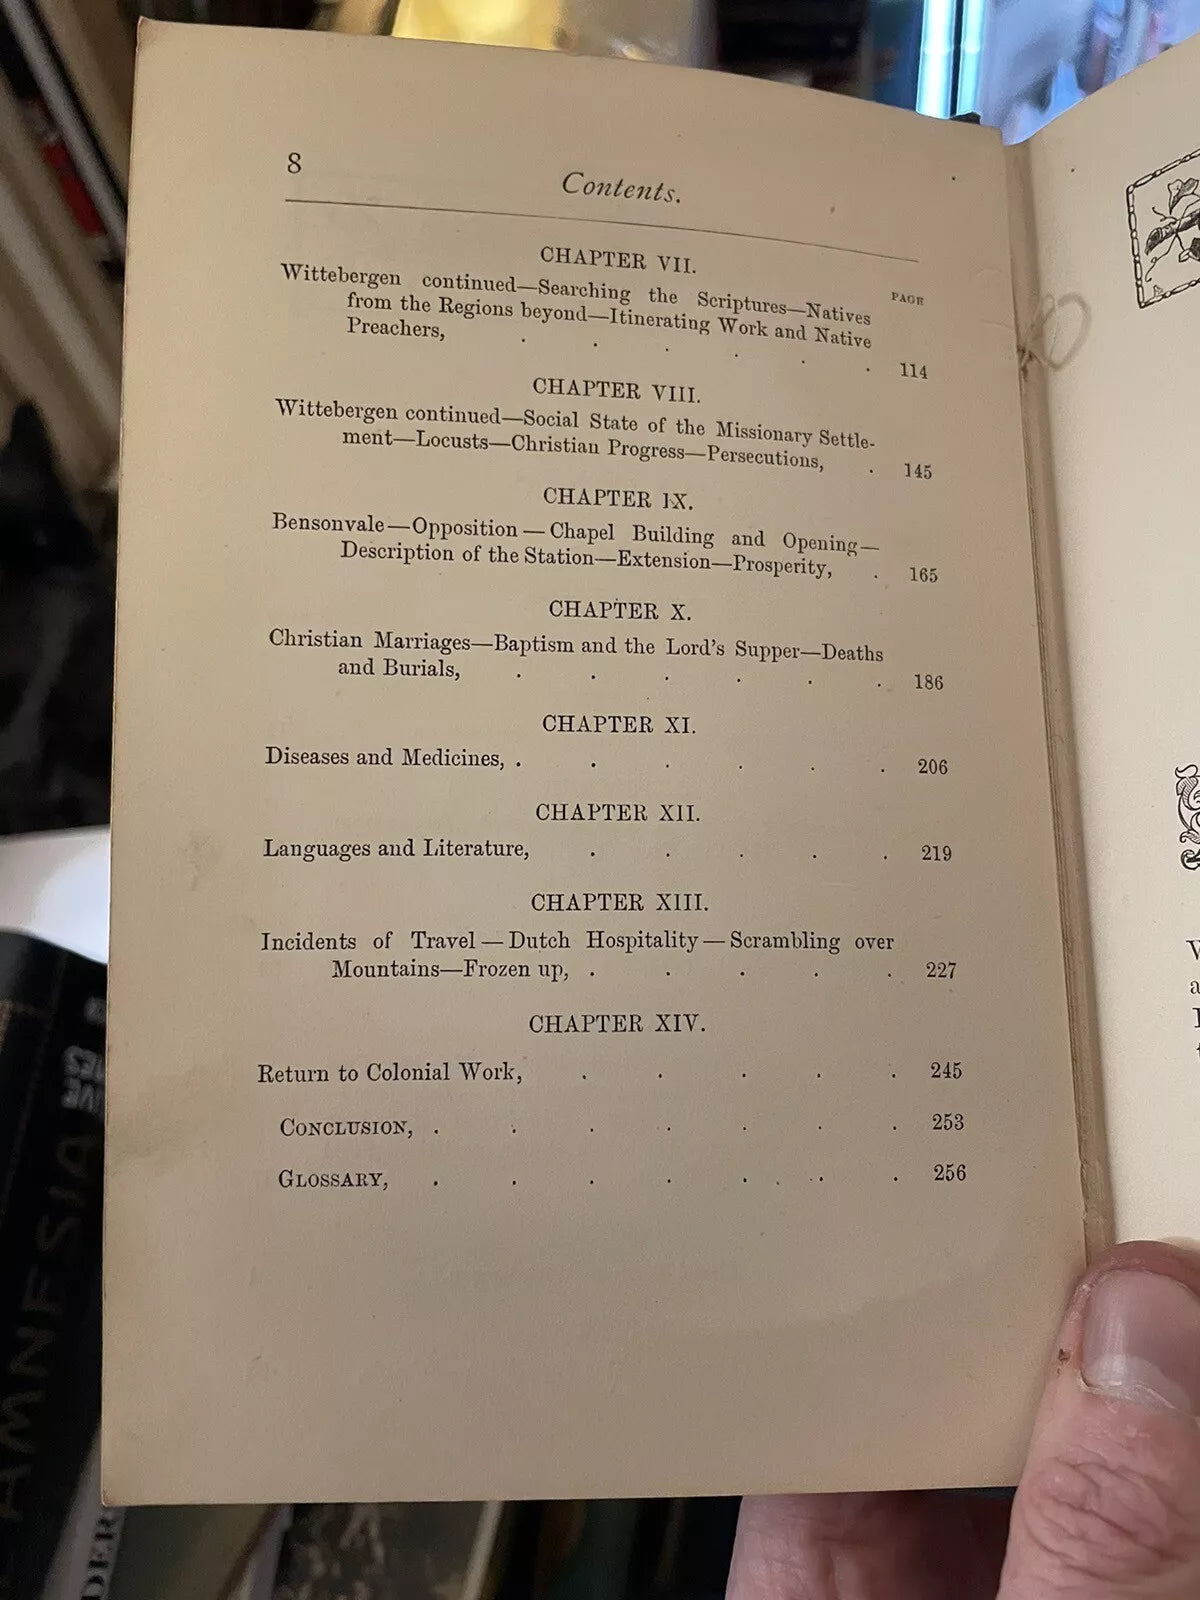 8
Contents.
CHAPTER VII.
PAGE
Wittebergen continued—Searching the Scriptures—Natives
from the Regions beyond—Itinerating Work and Native
Preachers, . . . . . . 114
CHAPTER VIII.
Wittebergen continued—Social State of the Missionary Settle-
ment—Locusts—Christian Progress—Persecutions, . 145
CHAPTER IX.
Bensonvale—Opposition—Chapel Building and Opening—
Description of the Station—Extension—Prosperity, . 165
CHAPTER X.
Christian Marriages—Baptism and the Lord's Supper—Deaths
and Burials, . . . . . . 186
CHAPTER XI.
Diseases and Medicines, . . . . . . 206
CHAPTER XII.
Languages and Literature, . . . . . 219
CHAPTER XIII.
Incidents of Travel—Dutch Hospitality—Scrambling over
Mountains—Frozen up, . . . . . 227
CHAPTER XIV.
Return to Colonial Work, . . . . . 245
CONCLUSION, . . . . . . . 253
GLOSSARY, . . . . . . . 256
AMNESIA